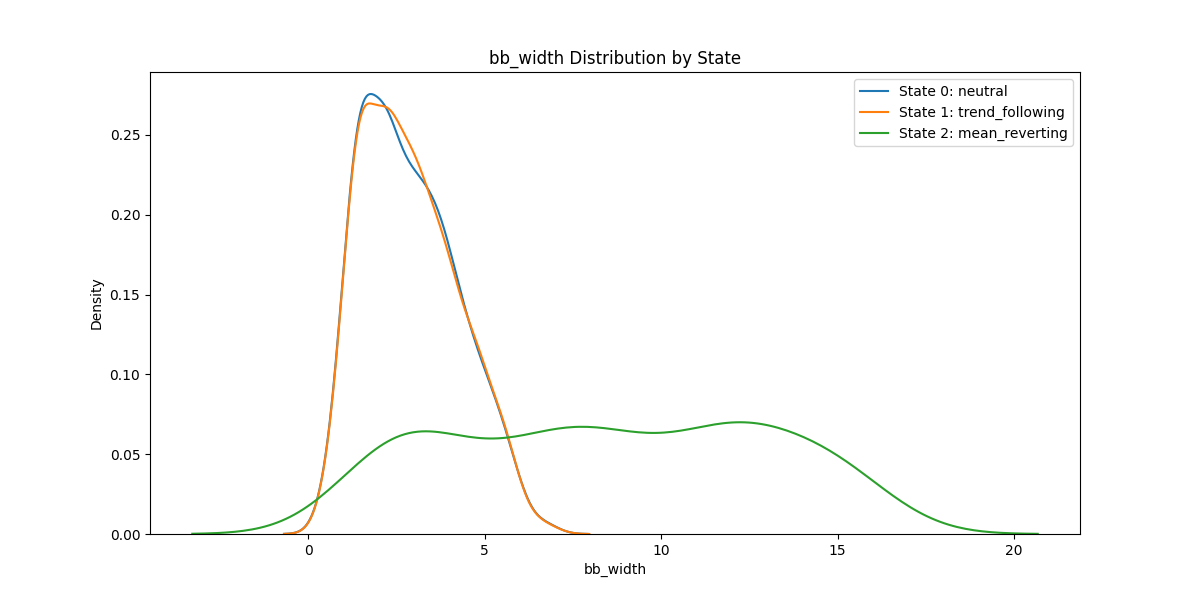 bb_width Distribution by State
State 0: neutral
State 1: trend_following
State 2: mean_reverting
Density
0.25
0.20
0.15
0.10
0.05
0.00
0
5
10
15
20
bb_width